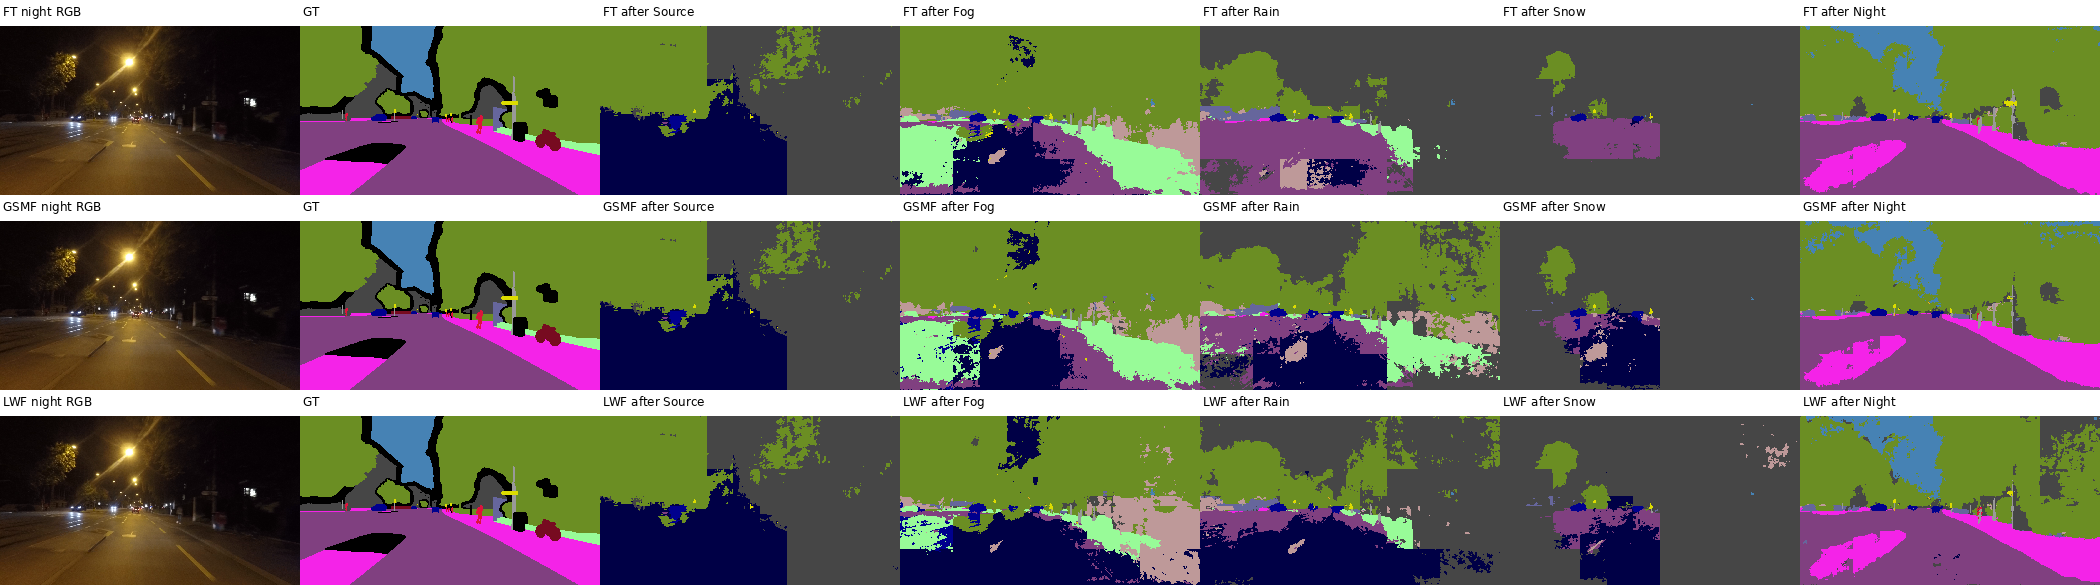 FT night RGB GT FT after Source FT after Fog FT after Rain FT after Snow FT after Night
GSMF night RGB GT GSMF after Source GSMF after Fog GSMF after Rain GSMF after Snow GSMF after Night
LWF night RGB GT LWF after Source LWF after Fog LWF after Rain LWF after Snow LWF after Night